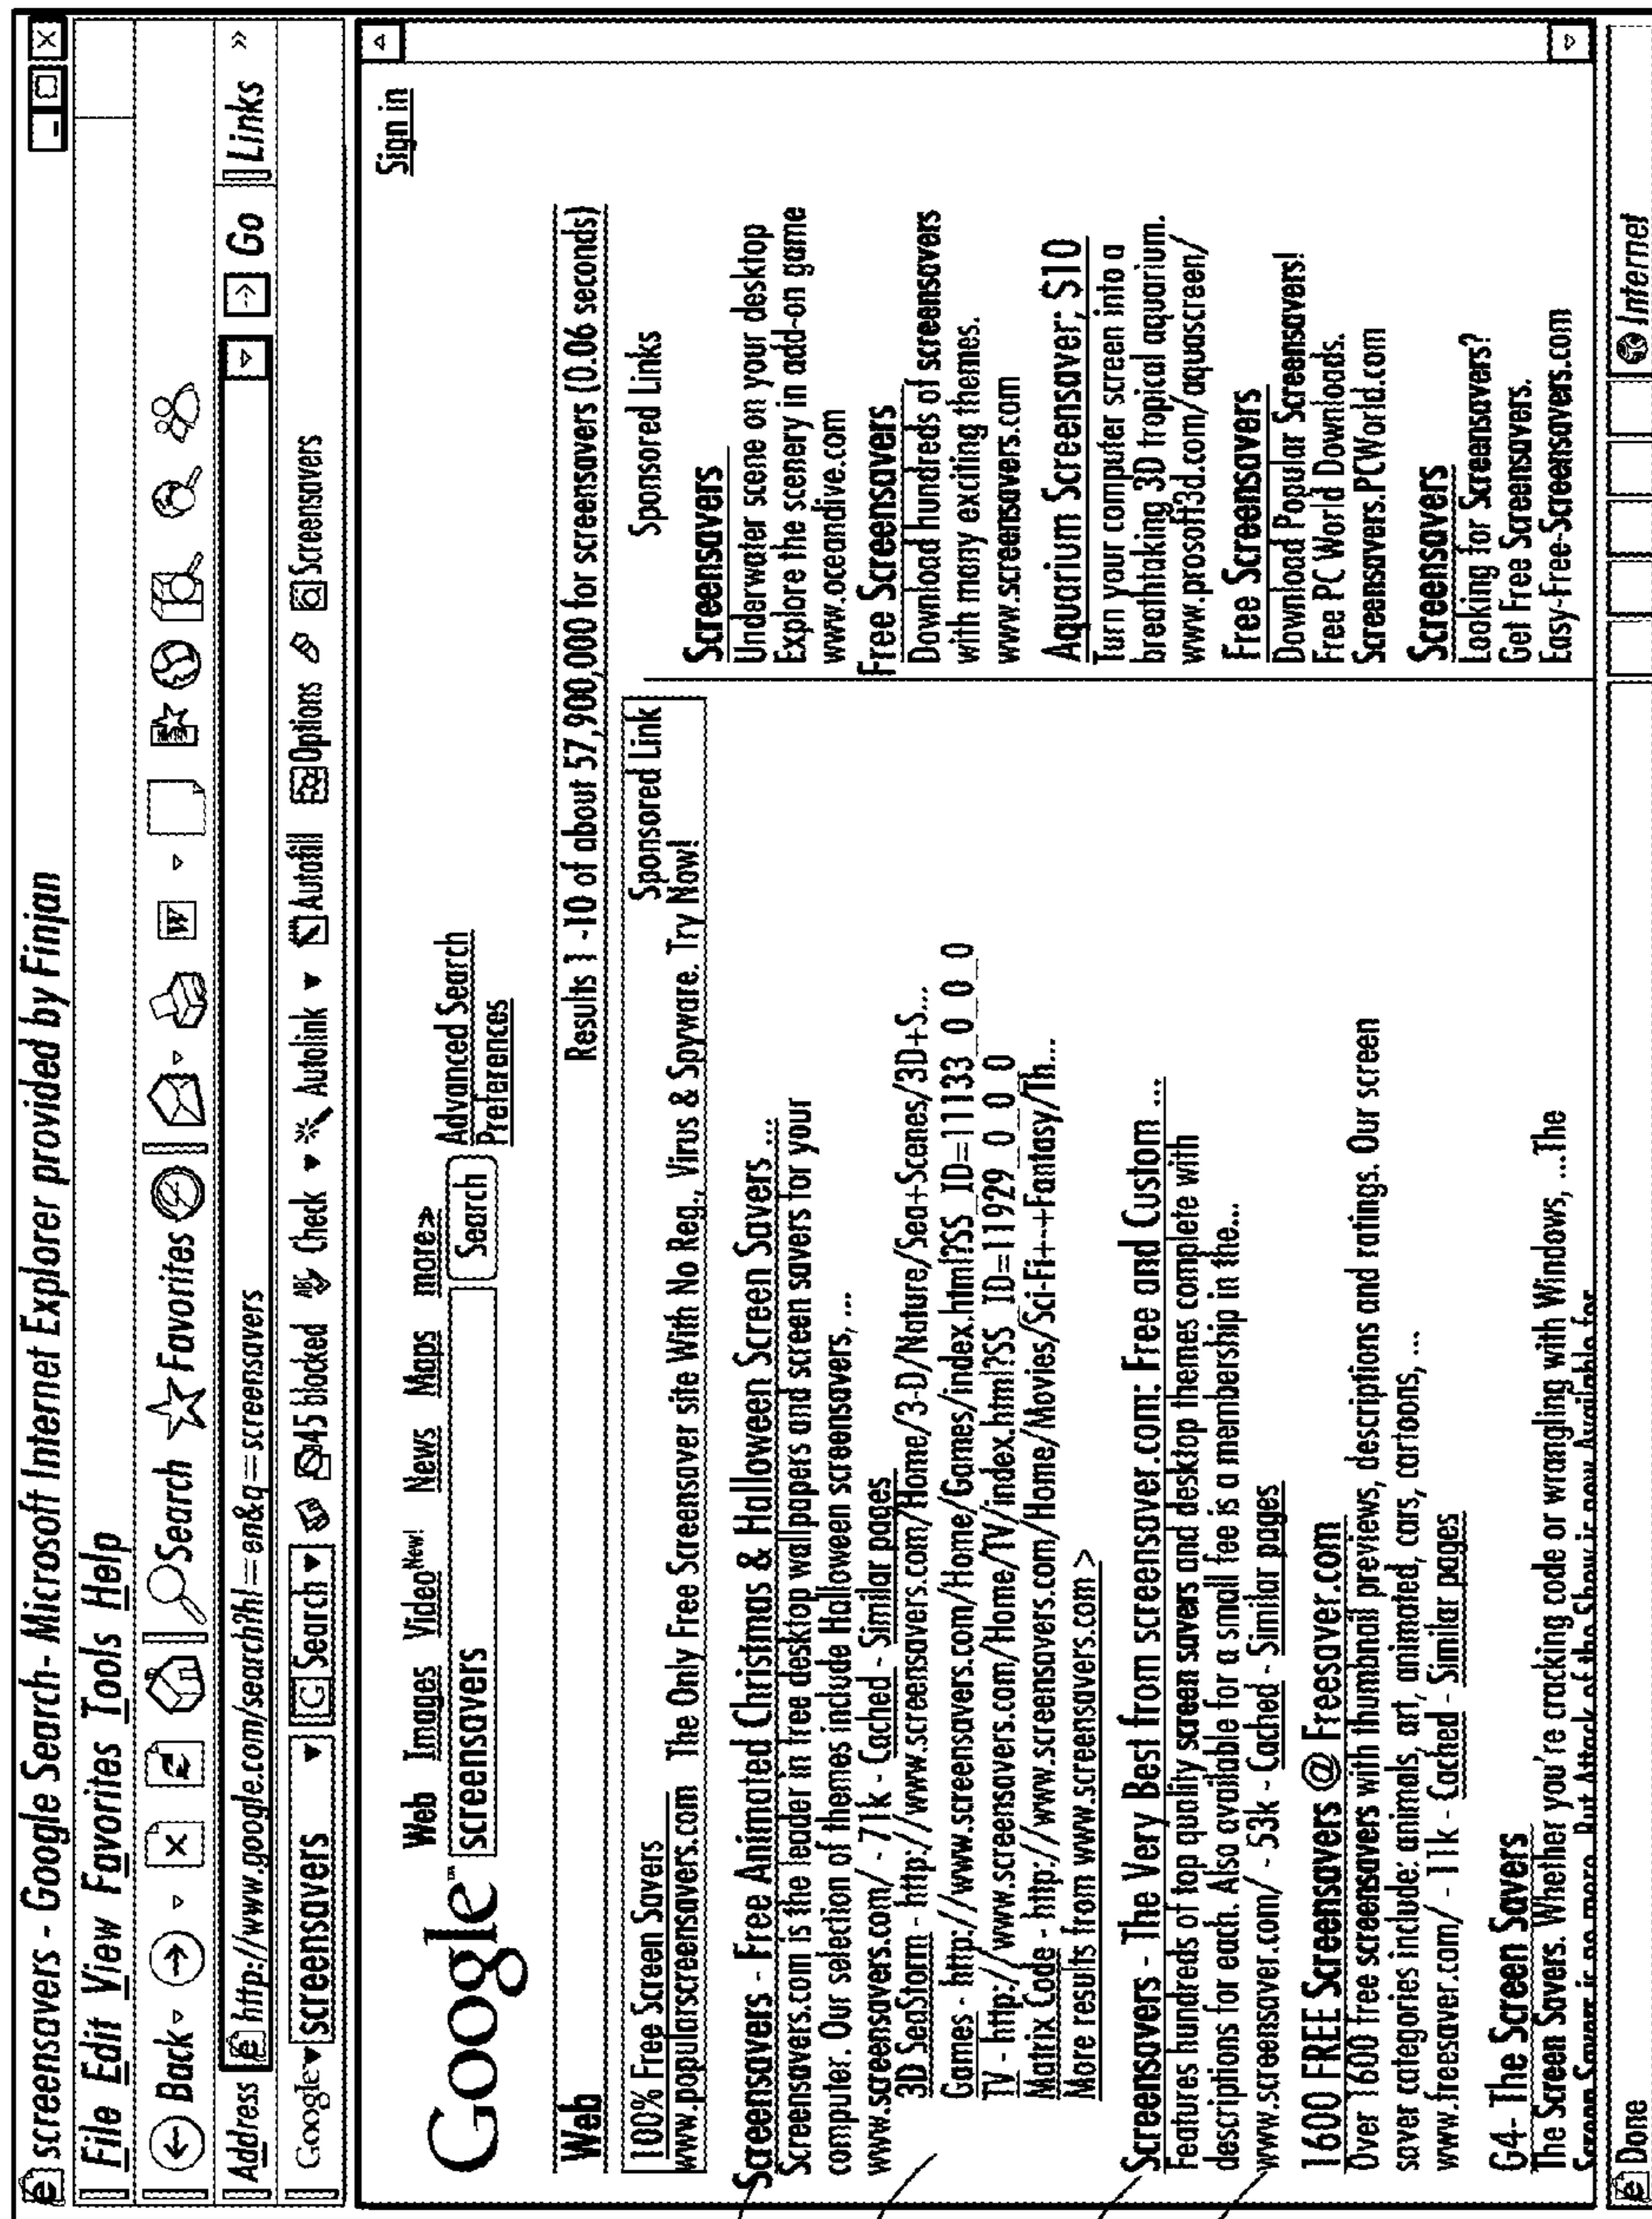 screensavers - Google Search - Microsoft Internet Explorer provided by Finjan
File Edit View Favorites Tools Help
Back Search Favorites W
Address http://www.google.com/search?hl=en&q=screensavers Go Links »
Google screensavers G Search 45 blocked ABC Check Autolink Autofill Options Screensavers
Sign in
Web Images Video New! News Maps more»
Google™ screensavers Search Advanced Search
Preferences
Web Results 1 -10 of about 57,900,000 for screensavers (0.06 seconds)
100% Free Screen Savers Sponsored Link
www.popularscreensavers.com The Only Free Screensaver site With No Reg, Virus & Spyware. Try Now!
Screensavers - Free Animated Christmas & Halloween Screen Savers ...
Screensavers.com is the leader in free desktop wallpapers and screen savers for your
computer. Our selection of themes include Halloween screensavers, ...
www.screensavers.com/ - 71k - Cached - Similar pages
3D SeaStorm - http://www.screensavers.com/Home/3-D/Nature/Sea+Scenes/3D+S...
Games - http://www.screensavers.com/Home/Games/index.html?SS_ID=11133_0_0_0
TV - http://www.screensavers.com/Home/TV/index.html?SS_ID=11929_0_0_0
Matrix Code - http://www.screensavers.com/Home/Movies/Sci-Fi+-+Fantasy/Th...
More results from www.screensavers.com >
Screensavers - The Very Best from screensaver.com: Free and Custom ...
Features hundreds of top quality screen savers and desktop themes complete with
descriptions for each. Also available for a small fee is a membership in the...
www.screensaver.com/ - 53k - Cached - Similar pages
1600 FREE Screensavers @ Freesaver.com
Over 1600 free screensavers with thumbnail previews, descriptions and ratings. Our screen
saver categories include: animals, art, animated, cars, cartoons, ...
www.freesaver.com/ - 11k - Cached - Similar pages
G4- The Screen Savers
The Screen Savers. Whether you're cracking code or wrangling with Windows, ...The
Screen Saver is no more. But Attack of the Show is now Available for
Sponsored Links
Screensavers
Underwater scene on your desktop
Explore the scenery in add-on game
www.oceandive.com
Free Screensavers
Download hundreds of screensavers
with many exciting themes.
www.screensavers.com
Aquarium Screensaver; $10
Turn your computer screen into a
breathtaking 3D tropical aquarium.
www.prosoft3d.com/aquascreen/
Free Screensavers
Download Popular Screensavers!
Free PC World Downloads.
Screensavers.PCWorld.com
Screensavers
Looking for Screensavers?
Get Free Screensavers.
Easy-Free-Screensavers.com
Done Internet